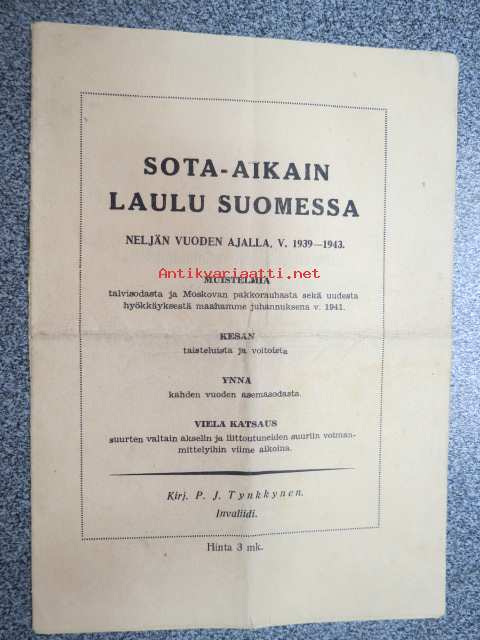 SOTA-AIKAIN
LAULU SUOMESSA
NELJÄN VUODEN AJALLA, V. 1939—1943.
Antikvariaatti.net
MUISTELMIA
talvisodasta ja Moskovan pakkorauhasta sekä uudesta
hyökkäyksestä maahamme juhannuksena v. 1941.
KESÄN
taisteluista ja voitoista
YNNÄ
kahden vuoden asemasodasta.
VIELÄ KATSAUS
suurten valtain akselin ja liittoutuneiden suuriin voiman-
mittelyihin viime aikoina.
Kirj. P. J. Tynkkynen.
Invaliidi.
Hinta 3 mk.